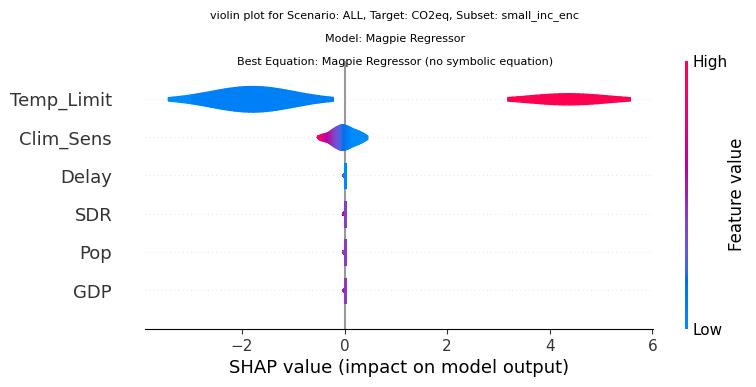 violin plot for Scenario: ALL, Target: CO2eq, Subset: small_inc_enc
Model: Magpie Regressor
Best Equation: Magpie Regressor (no symbolic equation)
High
Temp_Limit
Clim_Sens
Delay
SDR
Pop
GDP
Feature value
Low
−2
0
2
4
6
SHAP value (impact on model output)